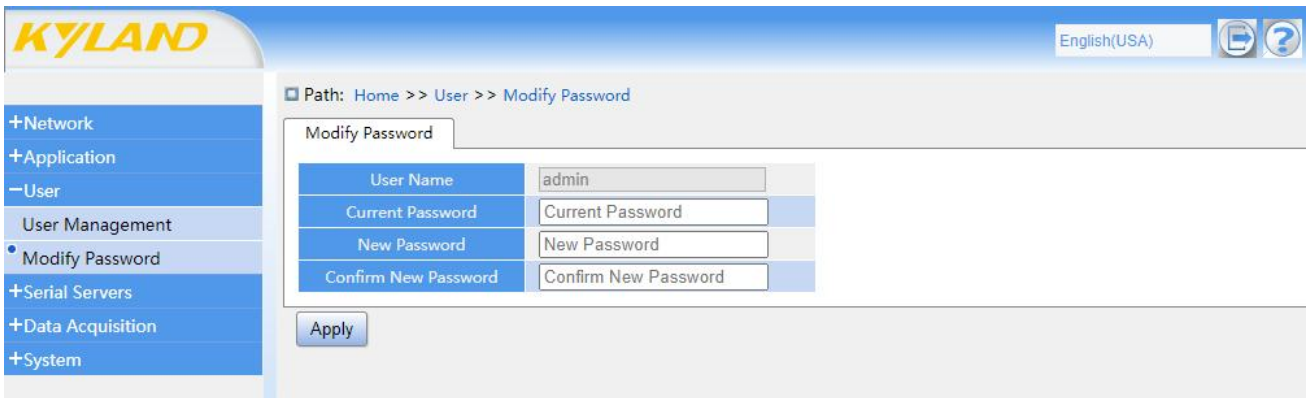 KYLAND
English(USA)
Path: Home >> User >> Modify Password
+Network
+Application
−User
User Management
Modify Password
+Serial Servers
+Data Acquisition
+System
Modify Password
User Name admin
Current Password Current Password
New Password New Password
Confirm New Password Confirm New Password
Apply